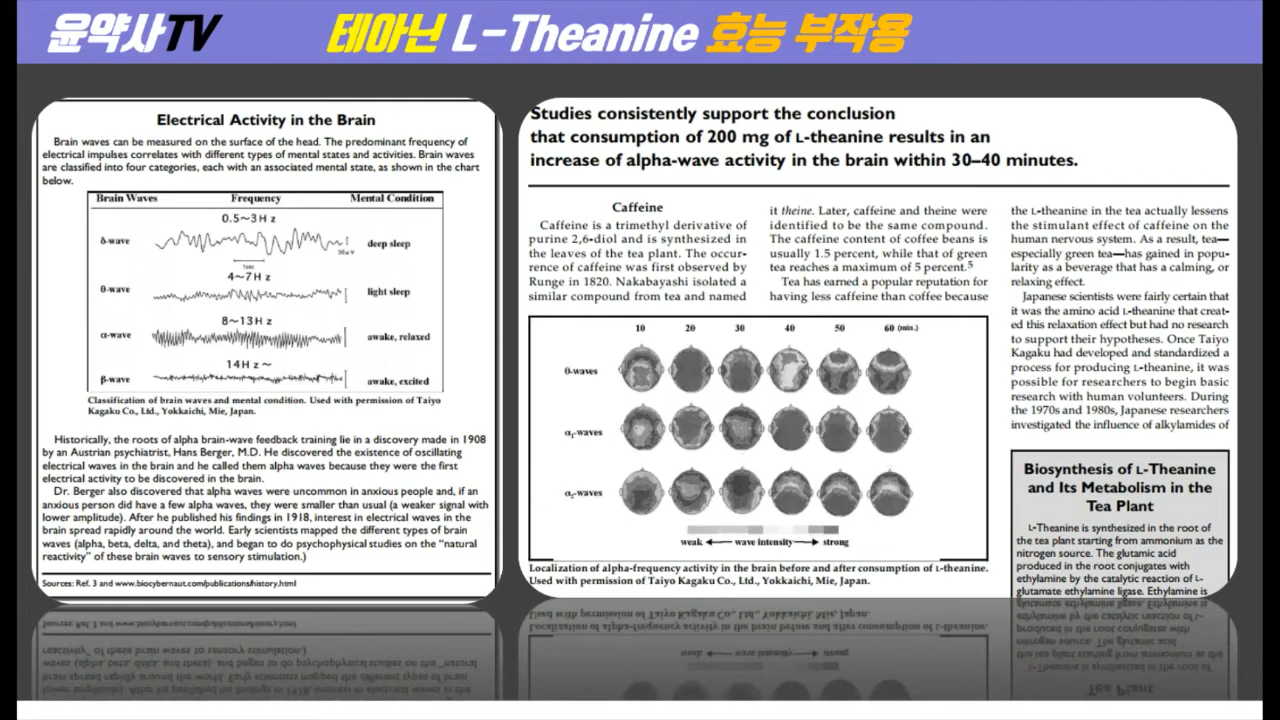 윤약사TV
테아닌 L-Theanine 효능 부작용
Electrical Activity in the Brain
Brain waves can be measured on the surface of the head. The predominant frequency of
electrical impulses correlates with different types of mental states and activities. Brain waves
are classified into four categories, each with an associated mental state, as shown in the chart
below.
Brain Waves Frequency Mental Condition
0.5~3 H z
δ-wave deep sleep
4~7H z
θ-wave light sleep
8~13H z
α-wave awake, relaxed
14H z ~
β-wave awake, excited
Classification of brain waves and mental condition. Used with permission of Taiyo
Kagaku Co., Ltd., Yokkaichi, Mie, Japan.
Historically, the roots of alpha brain-wave feedback training lie in a discovery made in 1908
by an Austrian psychiatrist, Hans Berger, M.D. He discovered the existence of oscillating
electrical waves in the brain and he called them alpha waves because they were the first
electrical activity to be discovered in the brain.
Dr. Berger also discovered that alpha waves were uncommon in anxious people and, if an
anxious person did have a few alpha waves, they were smaller than usual (a weaker signal with
lower amplitude). After he published his findings in 1918, interest in electrical waves in the
brain spread rapidly around the world. Early scientists mapped the different types of brain
waves (alpha, beta, delta, and theta), and began to do psychophysical studies on the “natural
reactivity” of these brain waves to sensory stimulation.)
Sources: Ref. 3 and www.biocybernaut.com/publications/history.html
Studies consistently support the conclusion
that consumption of 200 mg of L-theanine results in an
increase of alpha-wave activity in the brain within 30–40 minutes.
Caffeine
Caffeine is a trimethyl derivative of
purine 2,6-diol and is synthesized in
the leaves of the tea plant. The occur-
rence of caffeine was first observed by
Runge in 1820. Nakabayashi isolated a
similar compound from tea and named
it theine. Later, caffeine and theine were
identified to be the same compound.
The caffeine content of coffee beans is
usually 1.5 percent, while that of green
tea reaches a maximum of 5 percent.5
Tea has earned a popular reputation for
having less caffeine than coffee because
the L-theanine in the tea actually lessens
the stimulant effect of caffeine on the
human nervous system. As a result, tea—
especially green tea—has gained in popu-
larity as a beverage that has a calming, or
relaxing effect.
Japanese scientists were fairly certain that
it was the amino acid L-theanine that creat-
ed this relaxation effect but had no research
to support their hypotheses. Once Taiyo
Kagaku had developed and standardized a
process for producing L-theanine, it was
possible for researchers to begin basic
research with human volunteers. During
the 1970s and 1980s, Japanese researchers
investigated the influence of alkylamides of
10 20 30 40 50 60 (min.)
θ-waves
α1-waves
α2-waves
weak wave intensity strong
Localization of alpha-frequency activity in the brain before and after consumption of L-theanine.
Used with permission of Taiyo Kagaku Co., Ltd., Yokkaichi, Mie, Japan.
Biosynthesis of L-Theanine
and Its Metabolism in the
Tea Plant
L-Theanine is synthesized in the root of
the tea plant starting from ammonium as the
nitrogen source. The glutamic acid
produced in the root conjugates with
ethylamine by the catalytic reaction of L-
glutamate ethylamine ligase. Ethylamine is